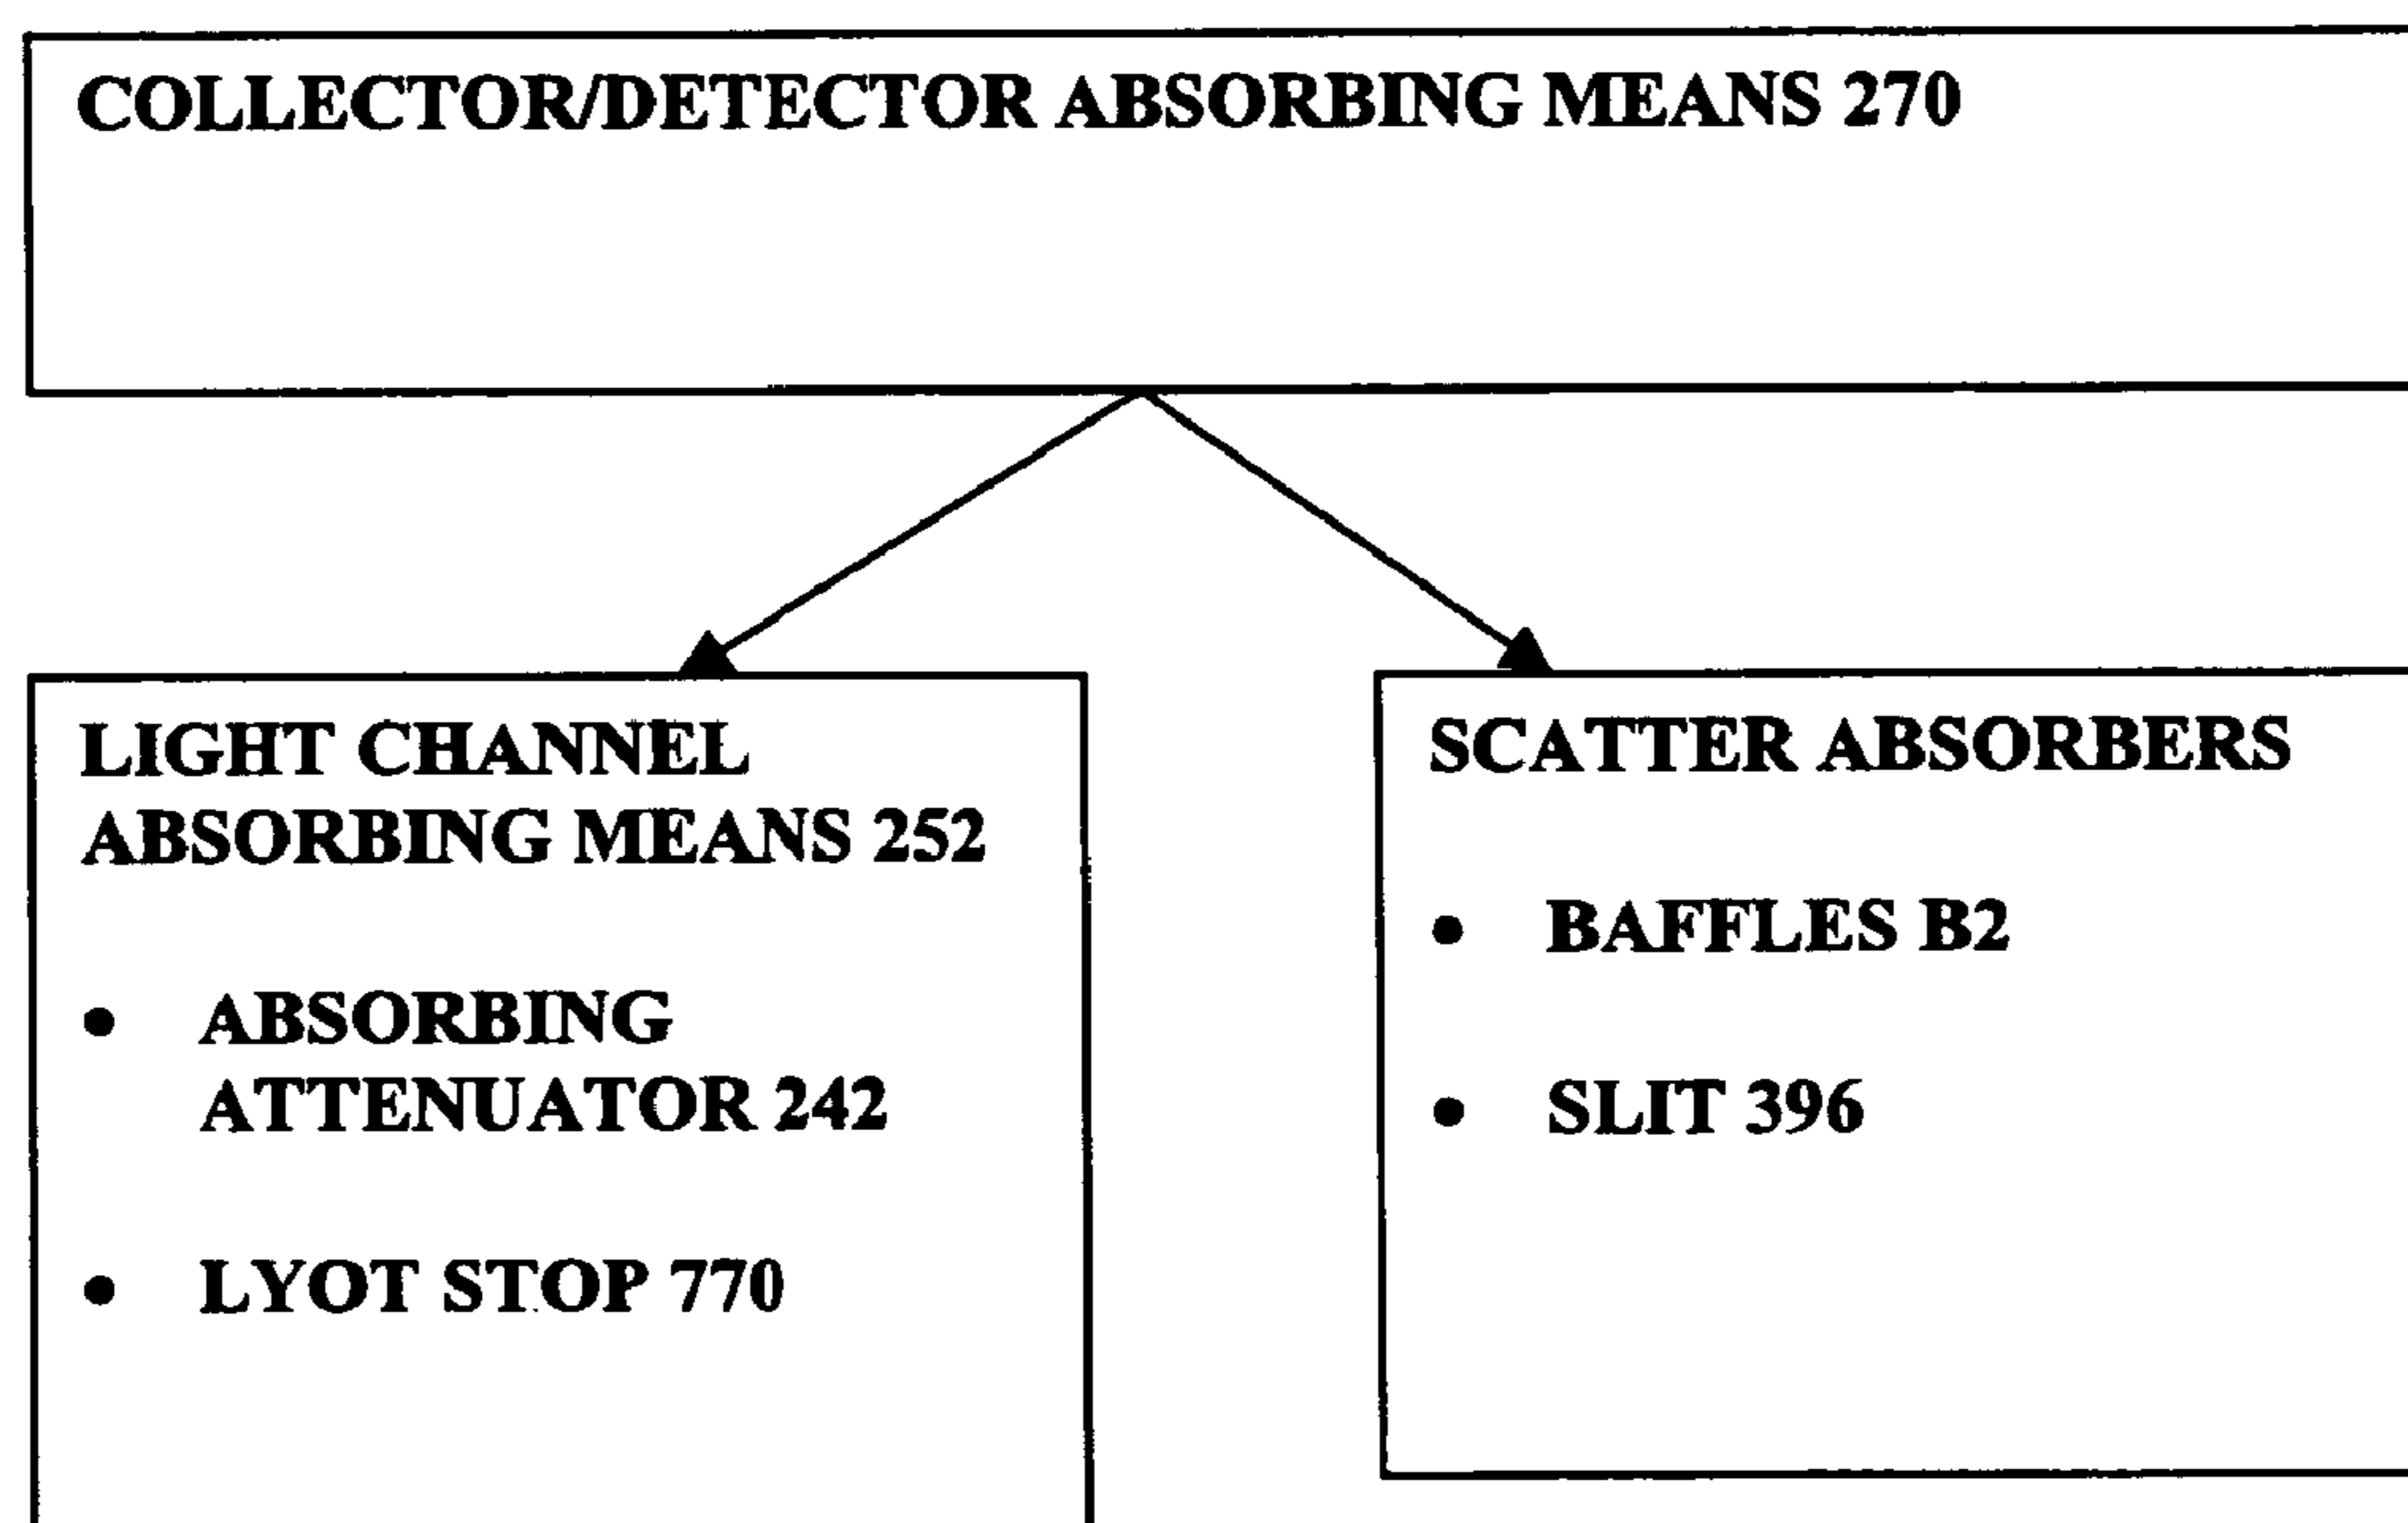 COLLECTOR/DETECTOR ABSORBING MEANS 270
LIGHT CHANNEL
ABSORBING MEANS 252
• ABSORBING
ATTENUATOR 242
• LYOT STOP 770
SCATTER ABSORBERS
• BAFFLES B2
• SLIT 396